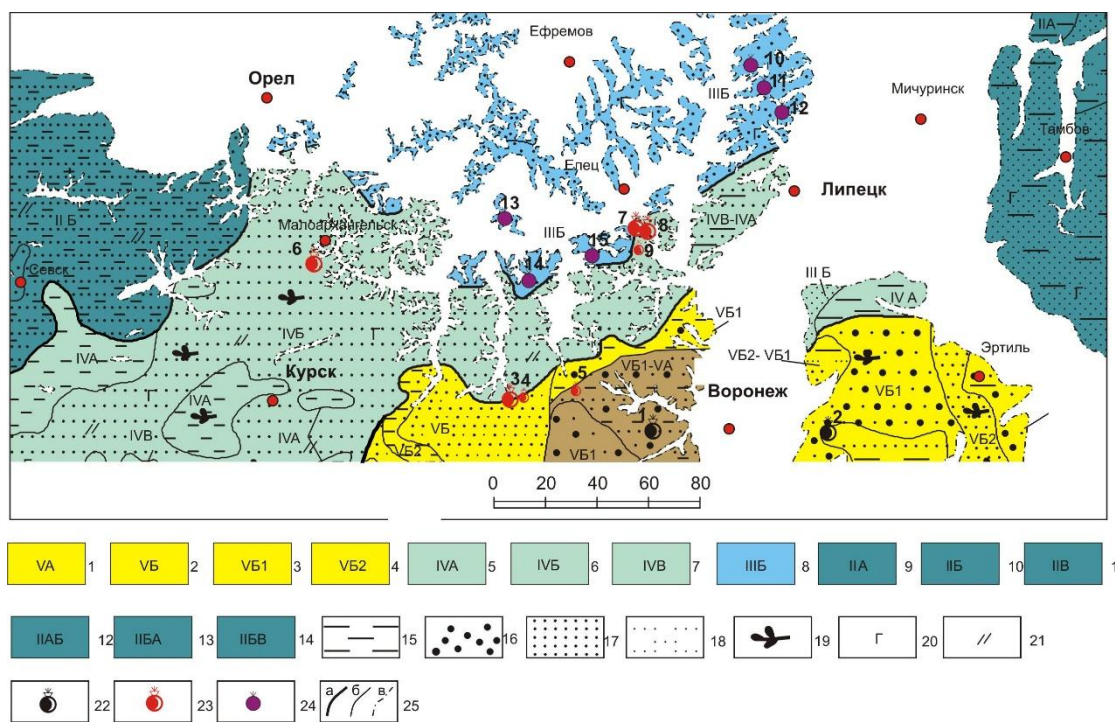 IIА
Ефремов
10
Орел
IIIБ
11
Г
Мичуринск
12
Г
Тамбов
Елец
Липецк
Г
IVВ-IVА
13
7
8
II Б
Малоархангельск
IIIБ
15
9
6
14
Севск
III Б
Г
IV А
VБ1
IVА
IVБ
Г
VБ2- VБ1
Эртиль
VБ1-VА
5
Курск
34
Воронеж
VБ1
Г
IVА
VБ
2
IVВ
IVА
VБ2
VБ1
VБ2
0 20 40 60 80
VА 1 VБ 2 VБ1 3 VБ2 4 IVА 5 IVБ 6 IVВ 7 IIIБ 8 IIА 9 IIБ 10 IIВ 1
IIАБ 12 IIБА 13 IIБВ 14 15 16 17 18 19 Г 20 21
22 23 24 а б в 25